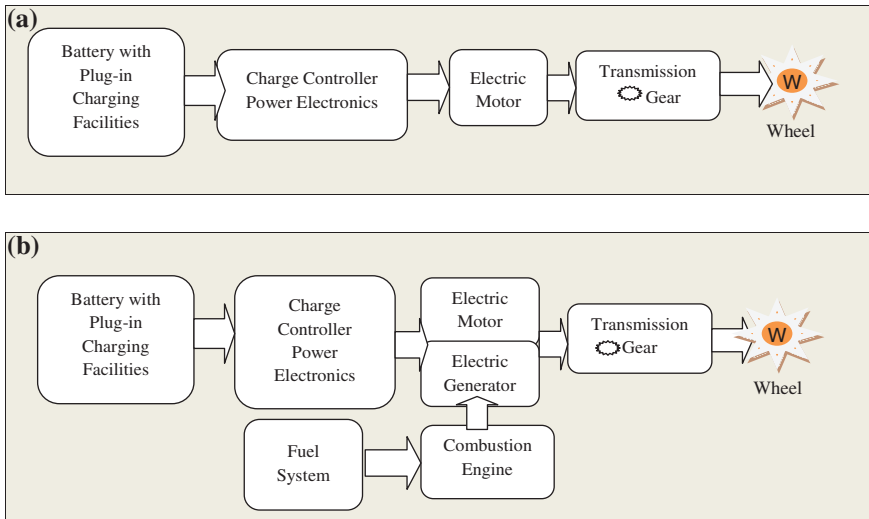 (a)
Battery with
Plug-in
Charging
Facilities
Charge Controller
Power Electronics
Electric
Motor
Transmission
Gear
W
Wheel
(b)
Battery with
Plug-in
Charging
Facilities
Charge
Controller
Power
Electronics
Electric
Motor
Electric
Generator
Transmission
Gear
W
Wheel
Fuel
System
Combustion
Engine